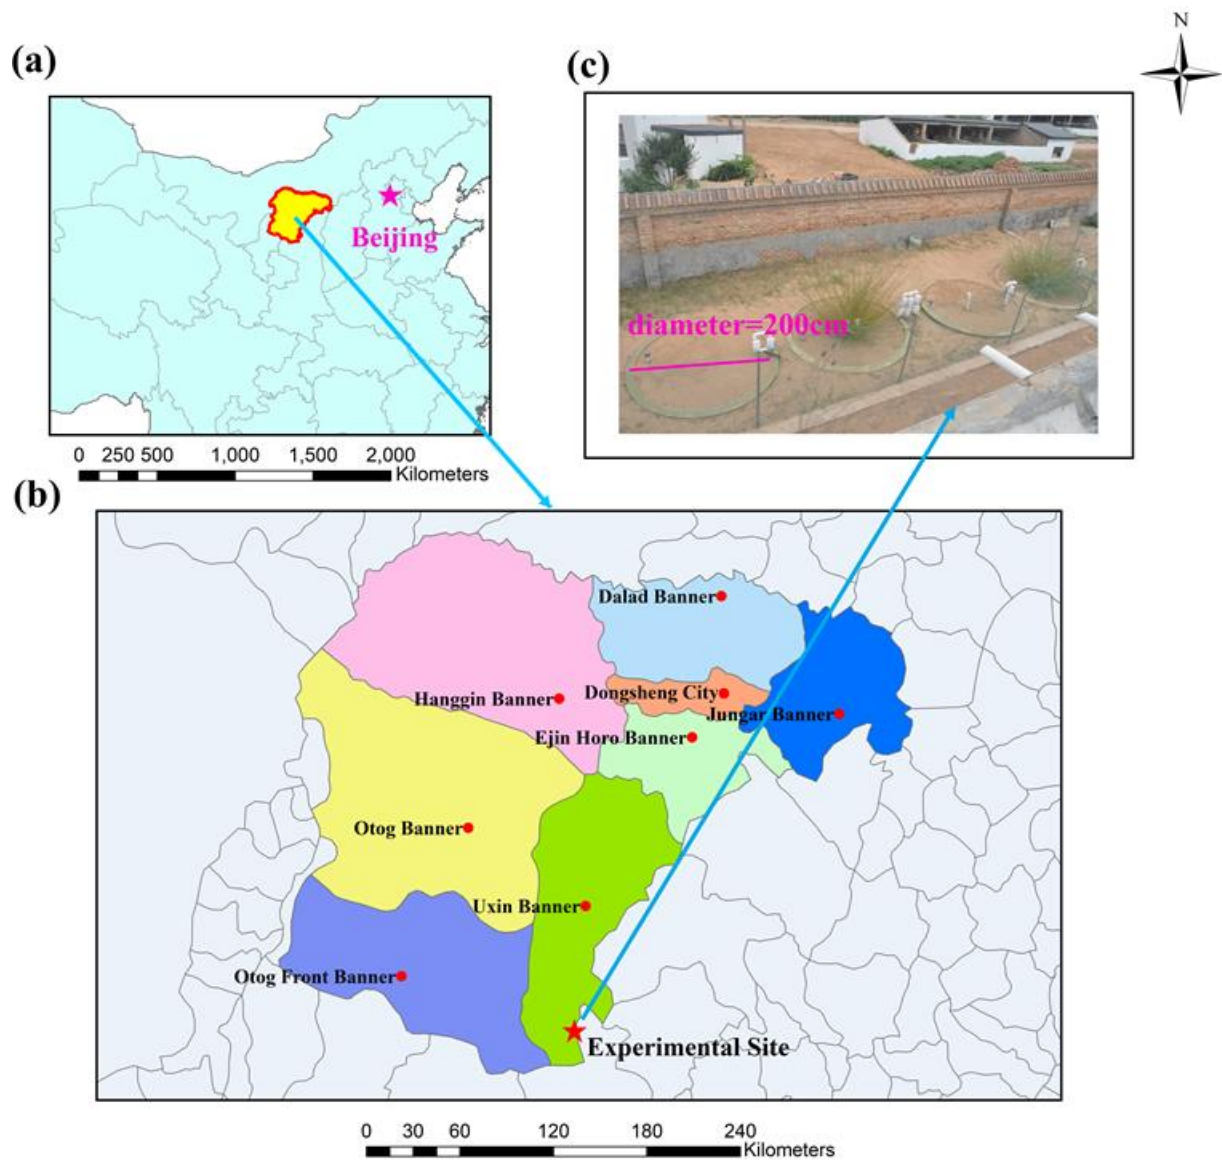 N
(a)
(c)
Beijing
diameter=200cm
0 250 500 1,000 1,500 2,000
Kilometers
(b)
Dalad Banner
Hanggin Banner
Dongsheng City
Jungar Banner
Ejin Horo Banner
Otog Banner
Uxin Banner
Otog Front Banner
Experimental Site
0 30 60 120 180 240
Kilometers